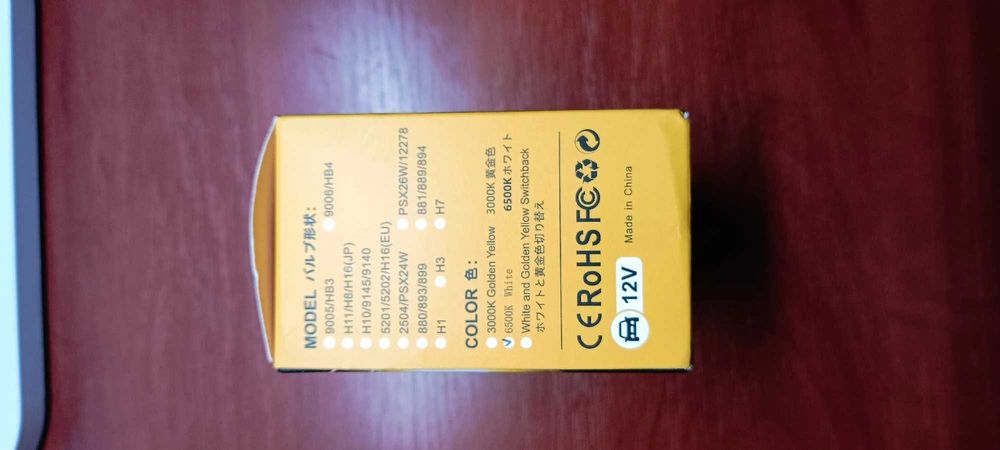 MODEL バルブ形状:
9005/HB3 9006/HB4
H11/H8/H16(JP)
H10/9145/9140
5201/5202/H16(EU)
2504/PSX24W PSX26W/12278
880/893/899 881/889/894
H1 H3 H7
COLOR 色:
3000K Golden Yellow 3000K 黄金色
6500K White 6500K ホワイト
White and Golden Yellow Switchback
ホワイトと黄金色切り替え
CE RoHS FC
12V Made in China